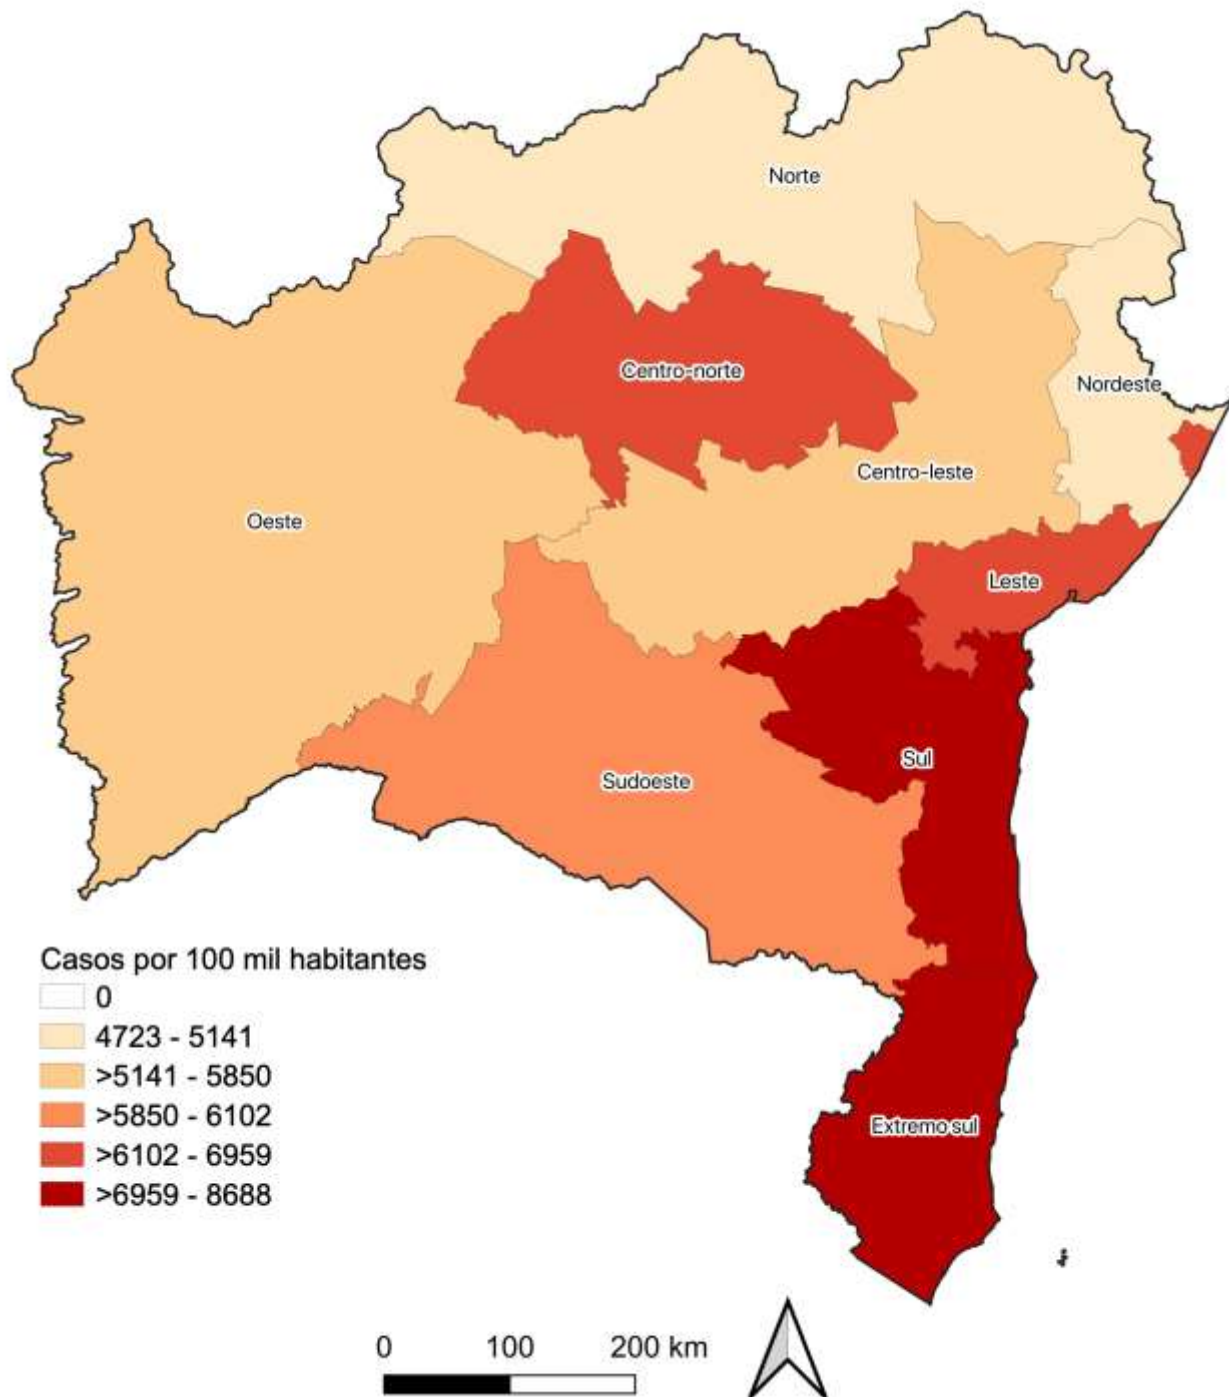 Norte
Centro-norte
Nordeste
Centro-leste
Oeste
Leste
Sul
Sudoeste
Casos por 100 mil habitantes
0
4723 - 5141
>5141 - 5850
>5850 - 6102
>6102 - 6959
>6959 - 8688
Extremo sul
0 100 200 km